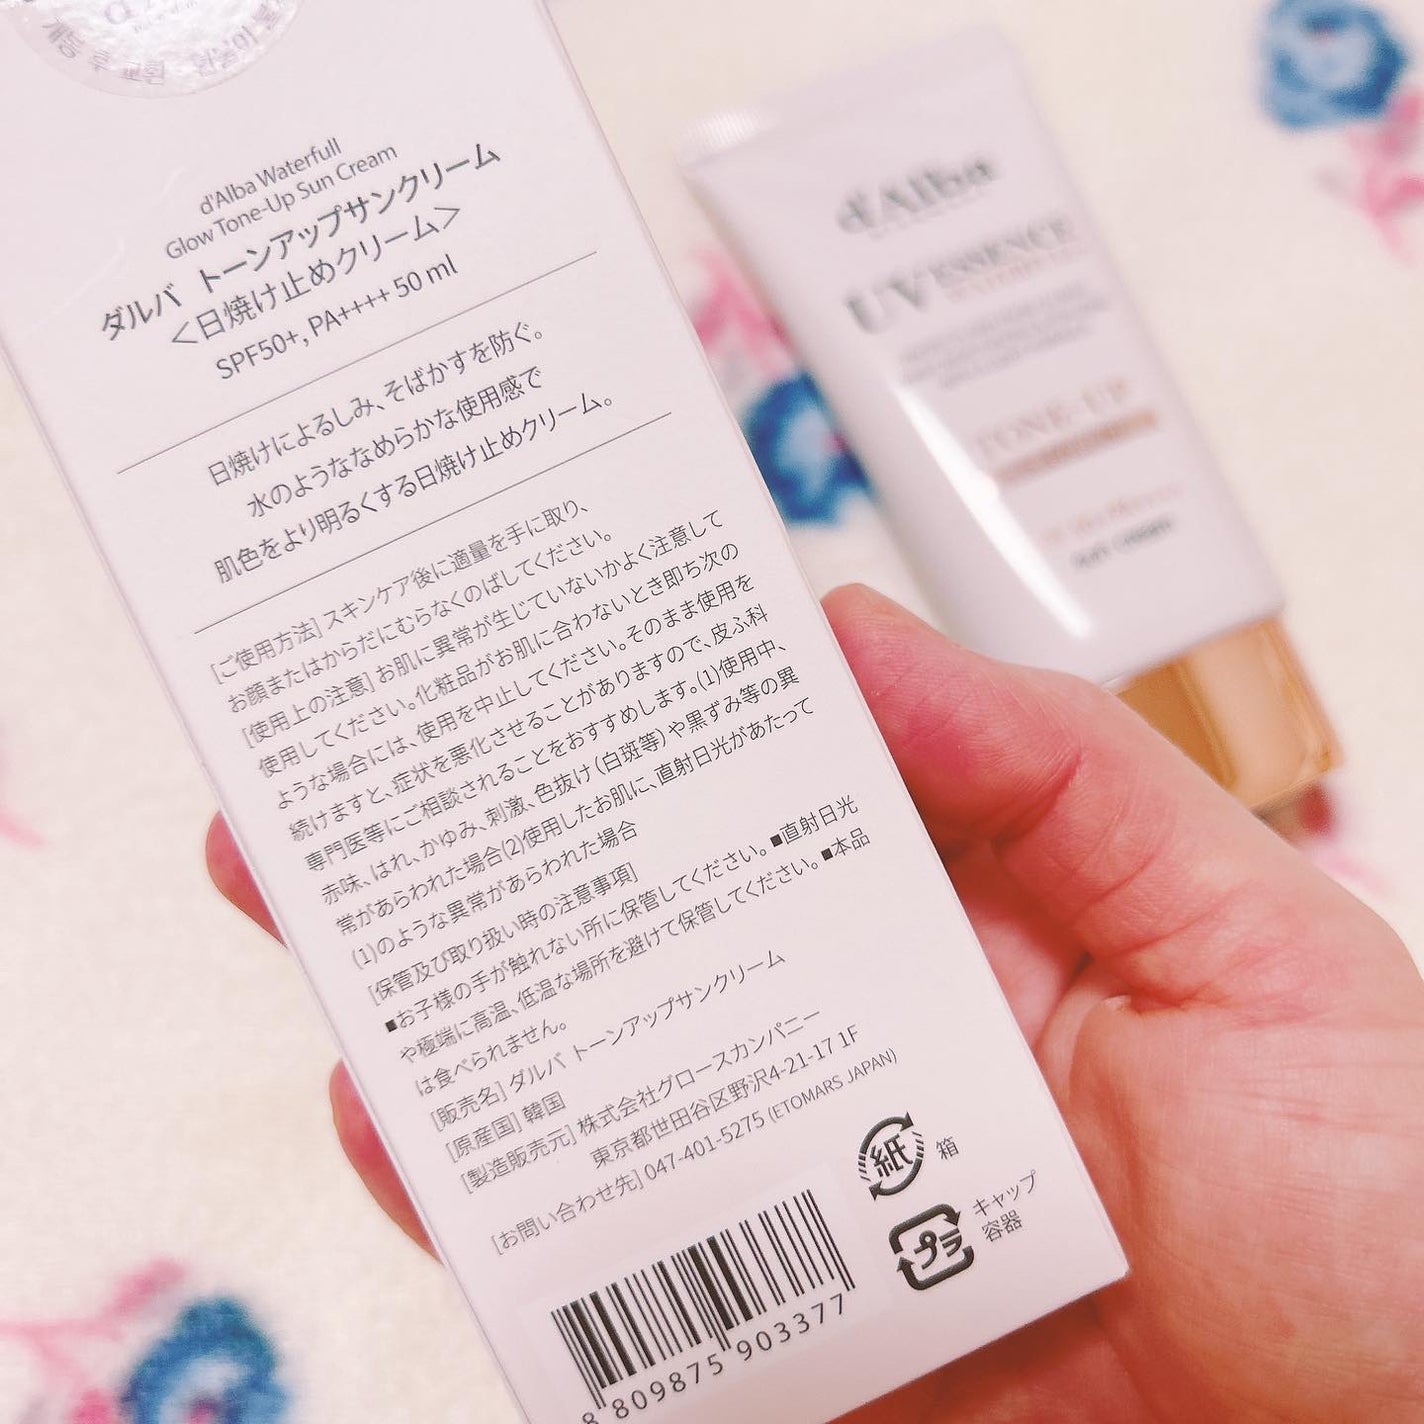 개봉 후 교환 환불이 불
d'Alba Waterfull
Glow Tone-Up Sun Cream
ダルバ トーンアップサンクリーム
＜日焼け止めクリーム＞
SPF50+, PA++++ 50 ml
日焼けによるしみ、そばかすを防ぐ。
水のようななめらかな使用感で
肌色をより明るくする日焼け止めクリーム。
[ご使用方法] スキンケア後に適量を手に取り、
お顔またはからだにむらなくのばしてください。
[使用上の注意] お肌に異常が生じていないかよく注意して
使用してください。化粧品がお肌に合わないとき即ち次の
ような場合には、使用を中止してください。そのまま使用を
続けますと、症状を悪化させることがありますので、皮ふ科
専門医等にご相談されることをおすすめします。(1)使用中、
赤味、はれ、かゆみ、刺激、色抜け（白斑等）や黒ずみ等の異
常があらわれた場合(2)使用したお肌に、直射日光があたって
(1)のような異常があらわれた場合
[保管及び取り扱い時の注意事項]
■お子様の手が触れない所に保管してください。■直射日光
や極端に高温、低温な場所を避けて保管してください。■本品
は食べられません。
[販売名] ダルバ トーンアップサンクリーム
[原産国] 韓国
[製造販売元] 株式会社グロースカンパニー
東京都世田谷区野沢4-21-17 1F
[お問い合わせ先] 047-401-5275 (ETOMARS JAPAN)
紙 箱
プラ キャップ
容器
8 809875 903377
d'Alba
UV ESSENCE
WATERFULL
TONE-UP
SUN CREAM